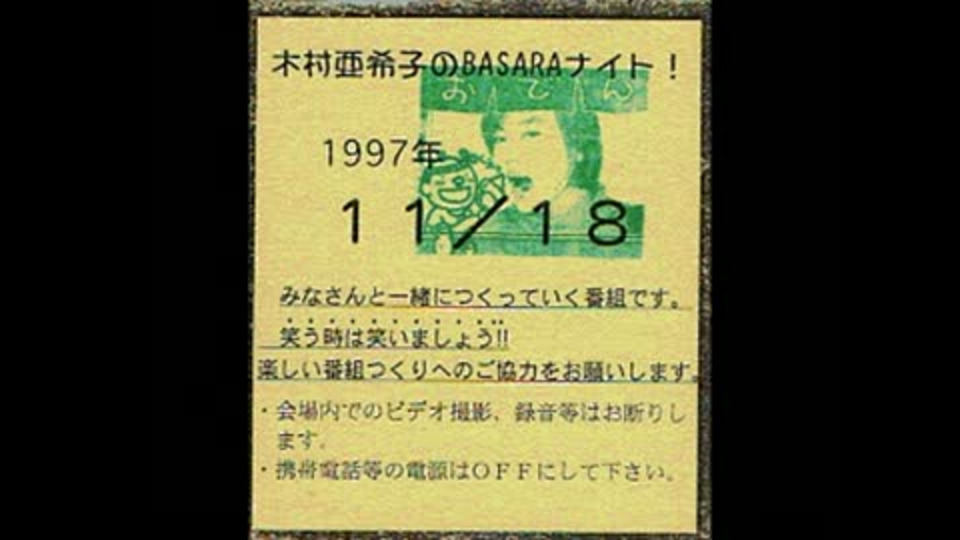 木村亜希子のBASARAナイト！
おでん
1997年
11／18
みなさんと一緒につくっていく番組です。
笑う時は笑いましょう!!
楽しい番組つくりへのご協力をお願いします。
・会場内でのビデオ撮影、録音等はお断りし
ます。
・携帯電話等の電源はOFFにして下さい。